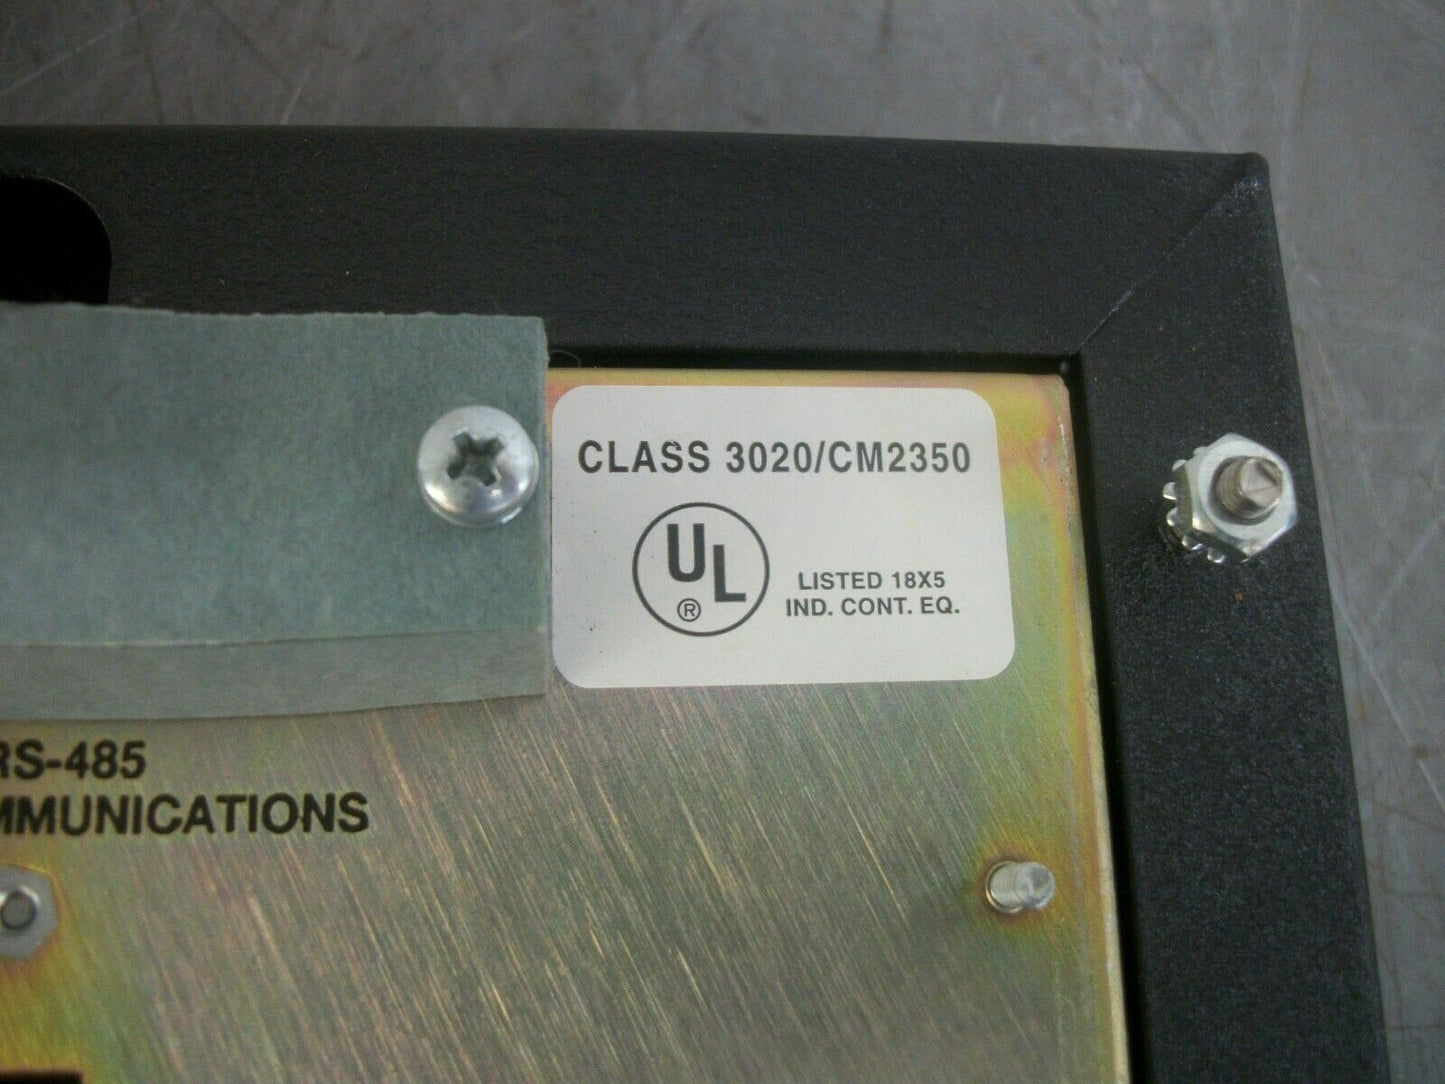 CLASS 3020/CM2350
UL
®
LISTED 18X5
IND. CONT. EQ.
RS-485
MMUNICATIONS